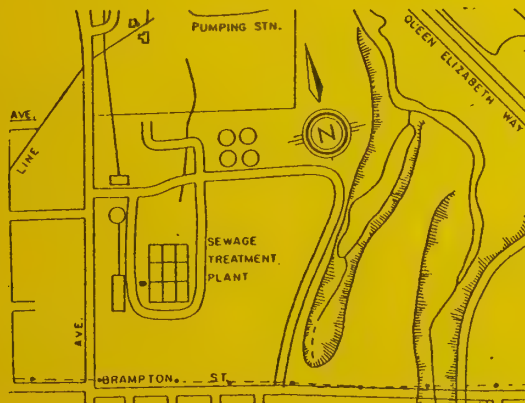 PUMPING STN.
QUEEN ELIZABETH WAY
AVE.
LINE
N
SEWAGE
TREATMENT
PLANT
AVE.
BRAMPTON ST.